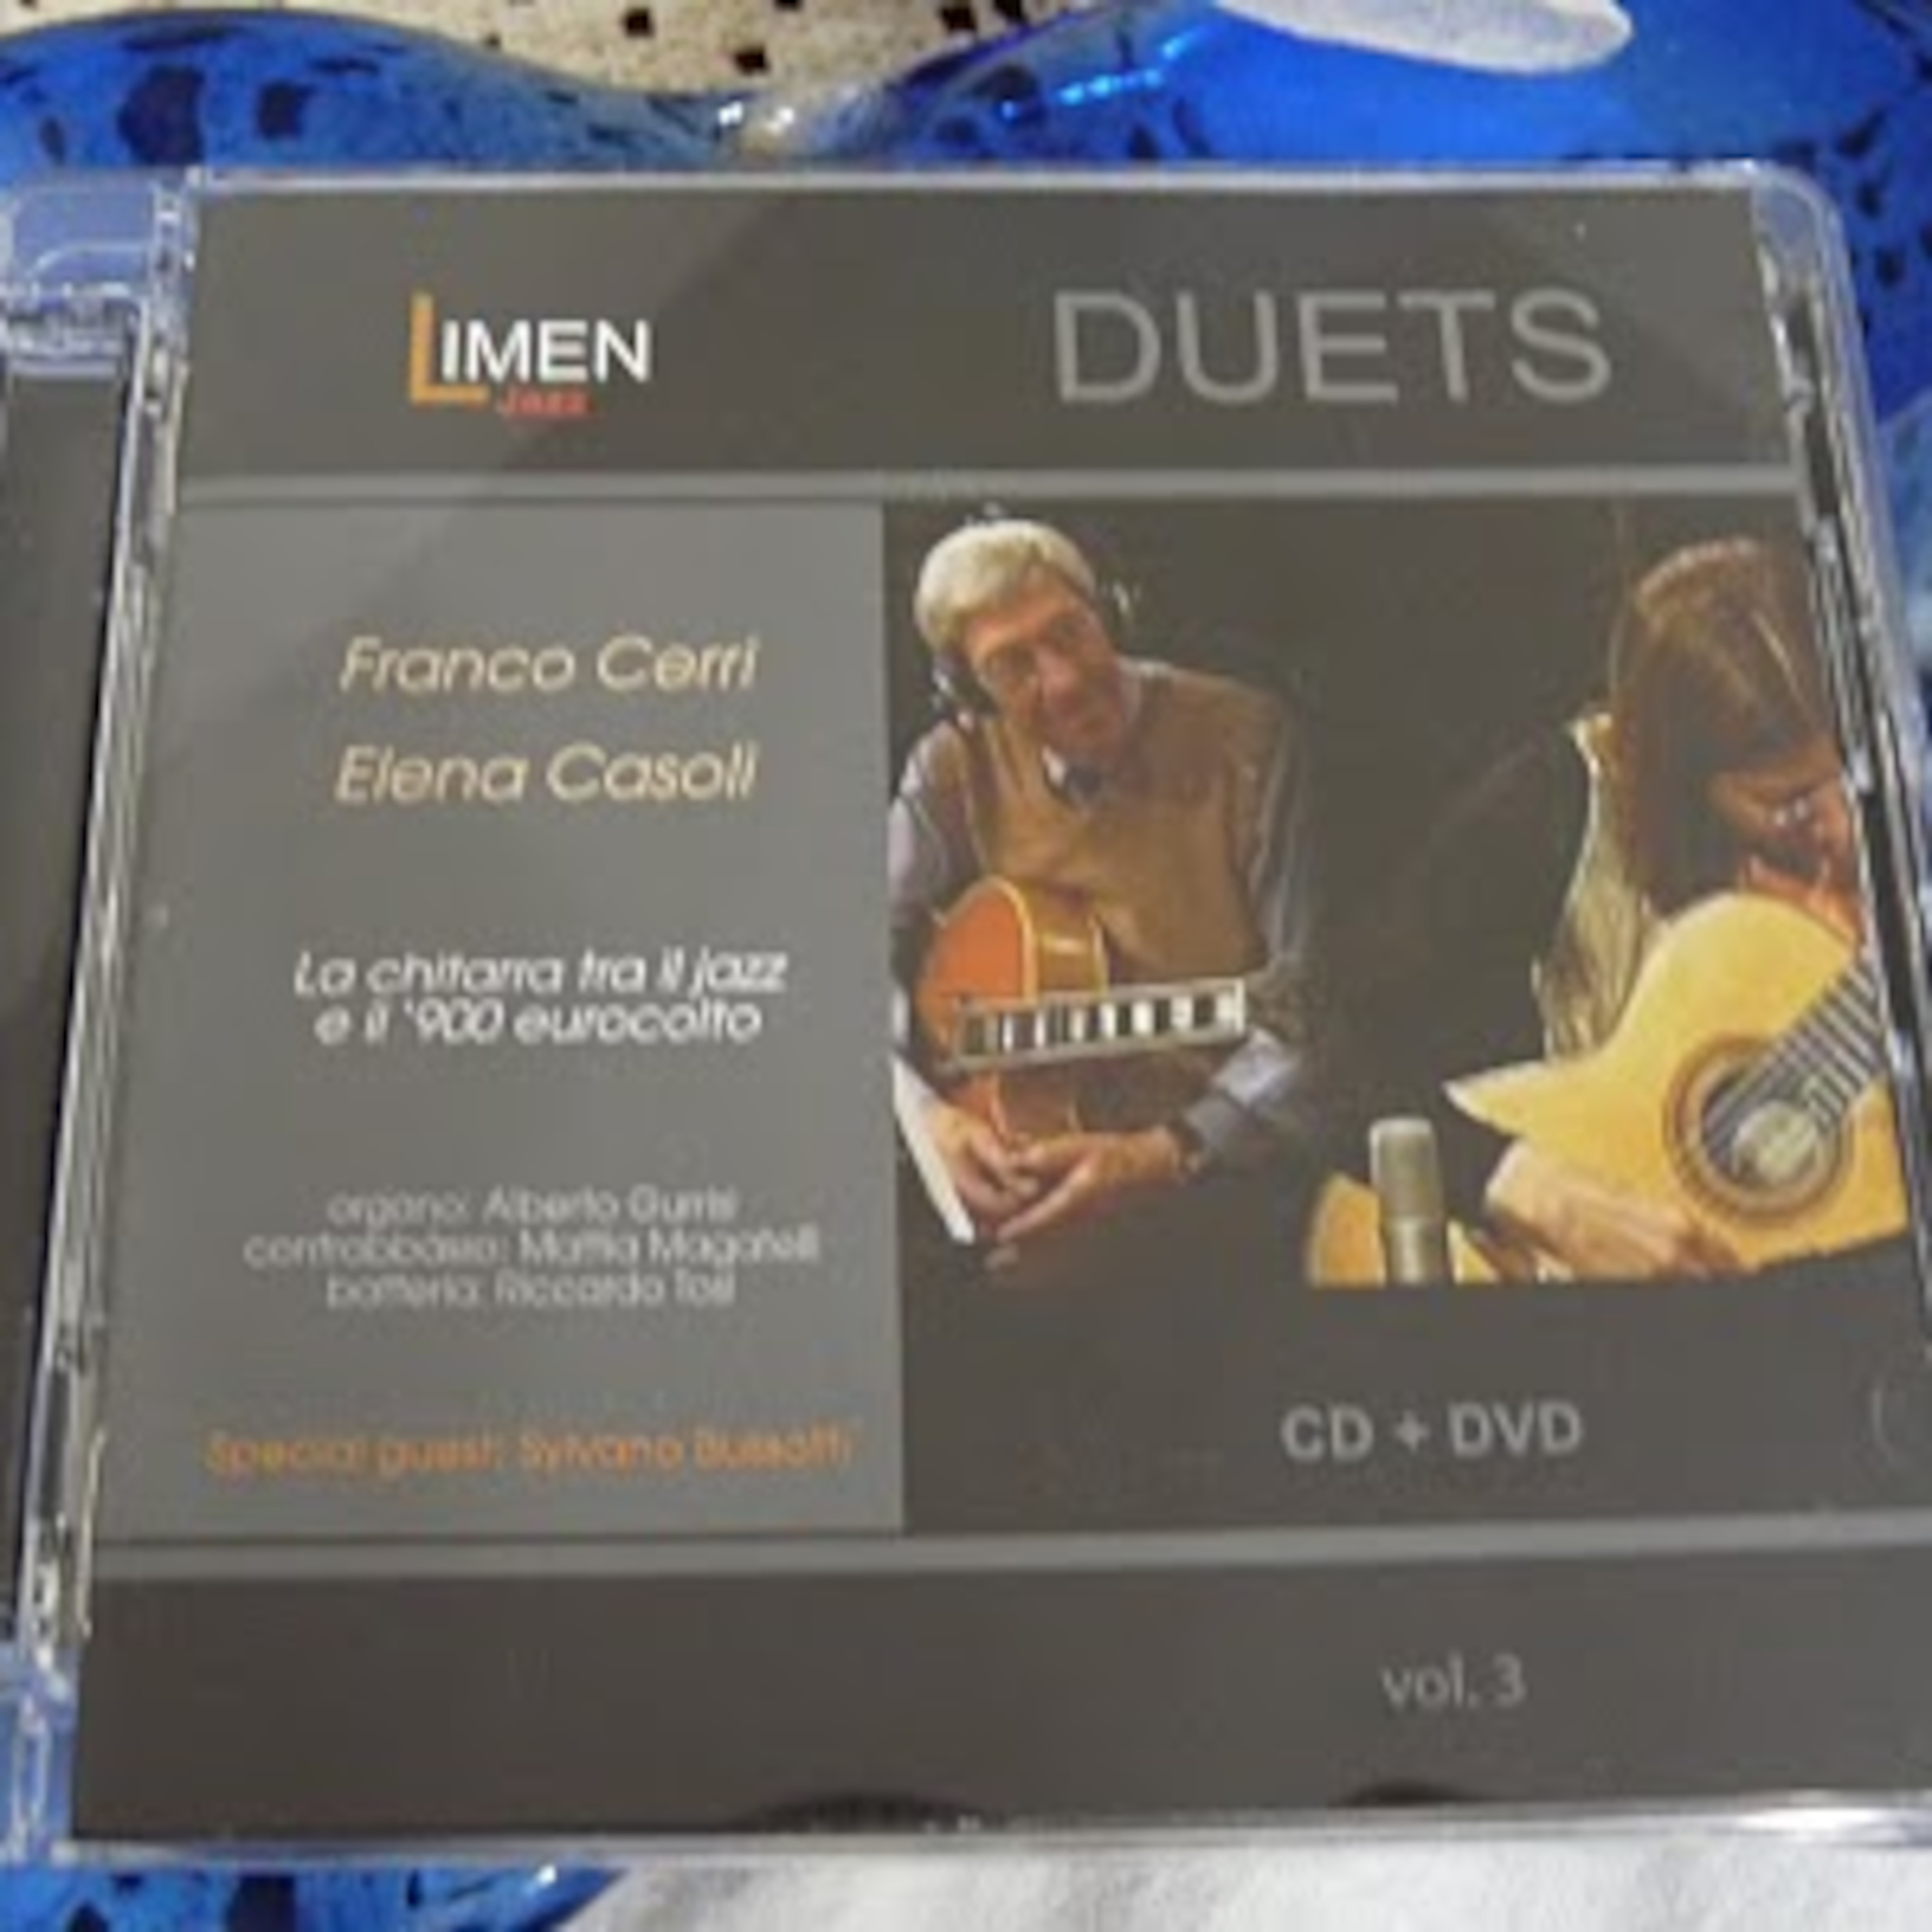 LIMEN
Jazz
DUETS
Franco Cerri
Elena Casoli
La chitarra tra il jazz
e il '900 eurocolto
organo: Alberto Gurrisi
contrabbasso: Mattia Magatelli
batteria: Riccardo Tosi
Special guest: Sylvano Bussotti
CD + DVD
vol. 3